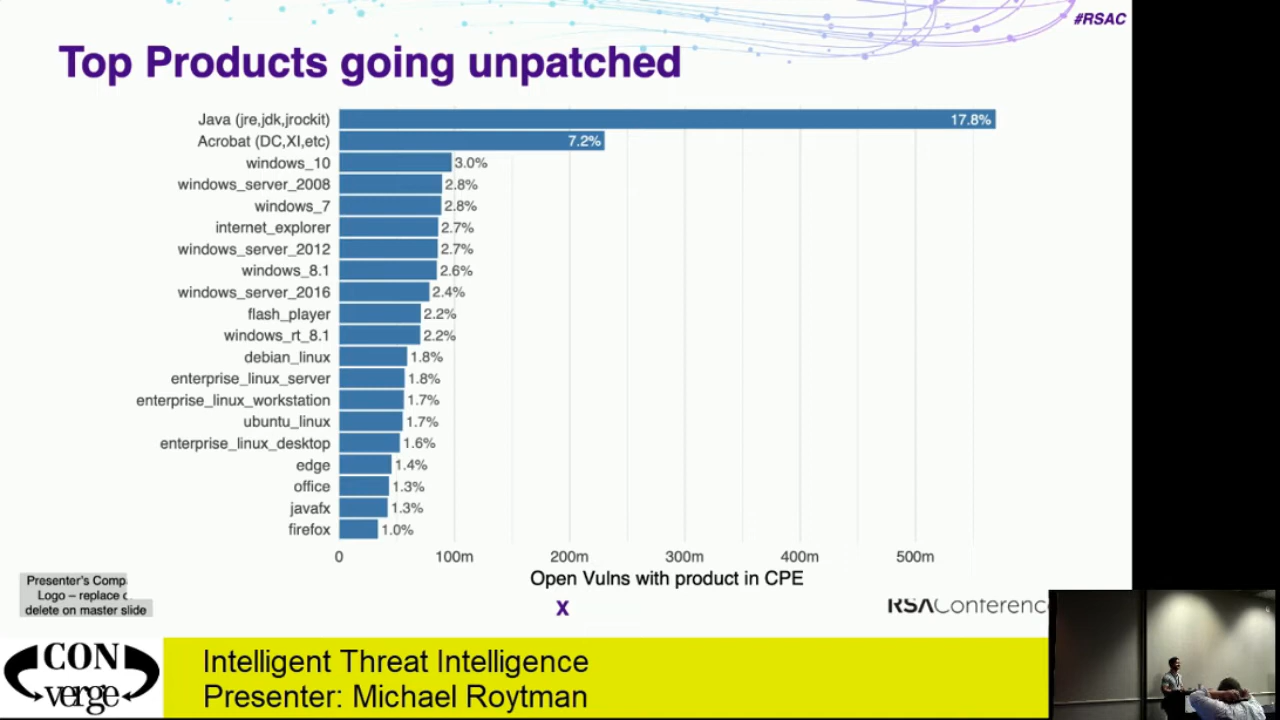 #RSAC
Top Products going unpatched
Java (jre,jdk,jrockit) 17.8%
Acrobat (DC,XI,etc) 7.2%
windows_10 3.0%
windows_server_2008 2.8%
windows_7 2.8%
internet_explorer 2.7%
windows_server_2012 2.7%
windows_8.1 2.6%
windows_server_2016 2.4%
flash_player 2.2%
windows_rt_8.1 2.2%
debian_linux 1.8%
enterprise_linux_server 1.8%
enterprise_linux_workstation 1.7%
ubuntu_linux 1.7%
enterprise_linux_desktop 1.6%
edge 1.4%
office 1.3%
javafx 1.3%
firefox 1.0%
0 100m 200m 300m 400m 500m
Open Vulns with product in CPE
Presenter's Comp
Logo – replace
delete on master slide
X
RSAConferenc
CON
verge
Intelligent Threat Intelligence
Presenter: Michael Roytman